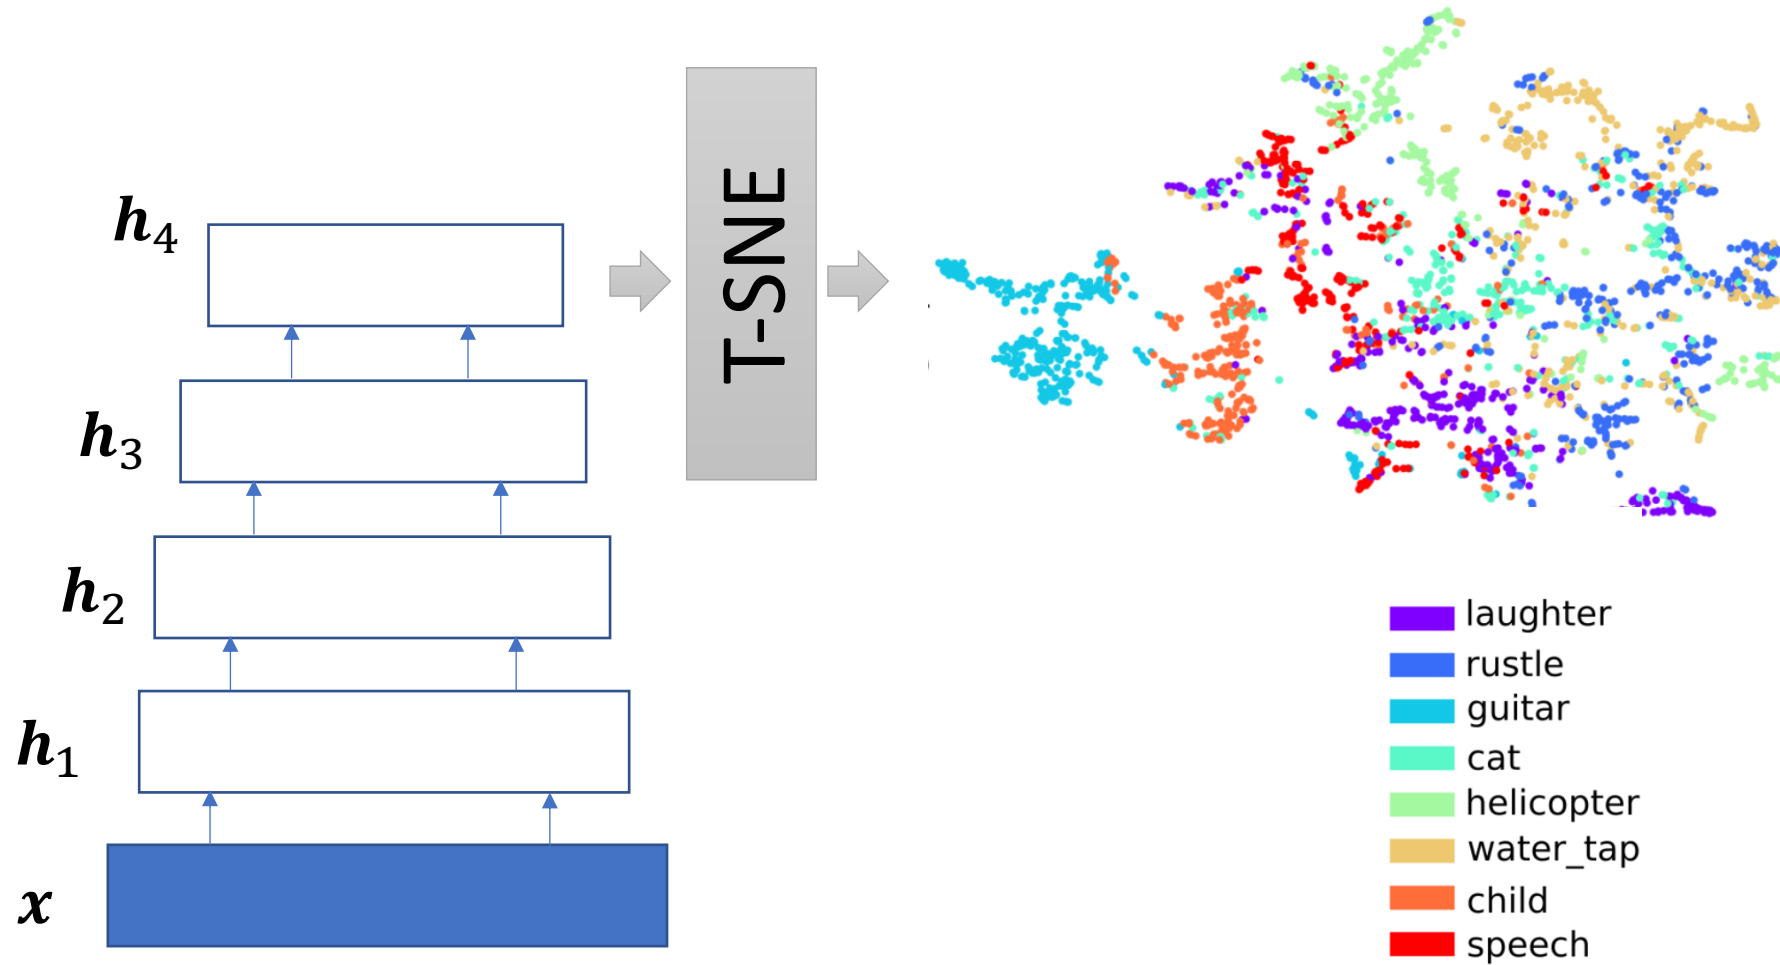 h4
h3
h2
h1
x
T-SNE
laughter
rustle
guitar
cat
helicopter
water_tap
child
speech